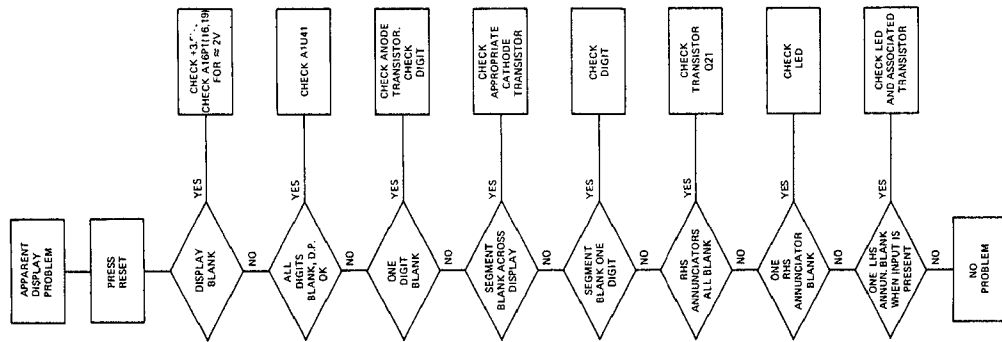 APPARENT
DISPLAY
PROBLEM
PRESS
RESET
DISPLAY
BLANK
YES
CHECK +3.
CHECK A16P1(16,19)
FOR ≈ 2V
NO
ALL
DIGITS
BLANK, D.P.
OK
YES
CHECK A1U41
NO
ONE
DIGIT
BLANK
YES
CHECK ANODE
TRANSISTOR.
CHECK
DIGIT
NO
SEGMENT
BLANK ACROSS
DISPLAY
YES
CHECK
APPROPRIATE
CATHODE
TRANSISTOR
NO
SEGMENT
BLANK ONE
DIGIT
YES
CHECK
DIGIT
NO
RHS
ANNUNCIATORS
ALL BLANK
YES
CHECK
TRANSISTOR
Q21
NO
ONE
RHS
ANNUNCIATOR
BLANK
YES
CHECK
LED
NO
ONE LHS
ANNUN. BLANK
WHEN INPUT IS
PRESENT
YES
CHECK LED
AND ASSOCIATED
TRANSISTOR
NO
NO
PROBLEM